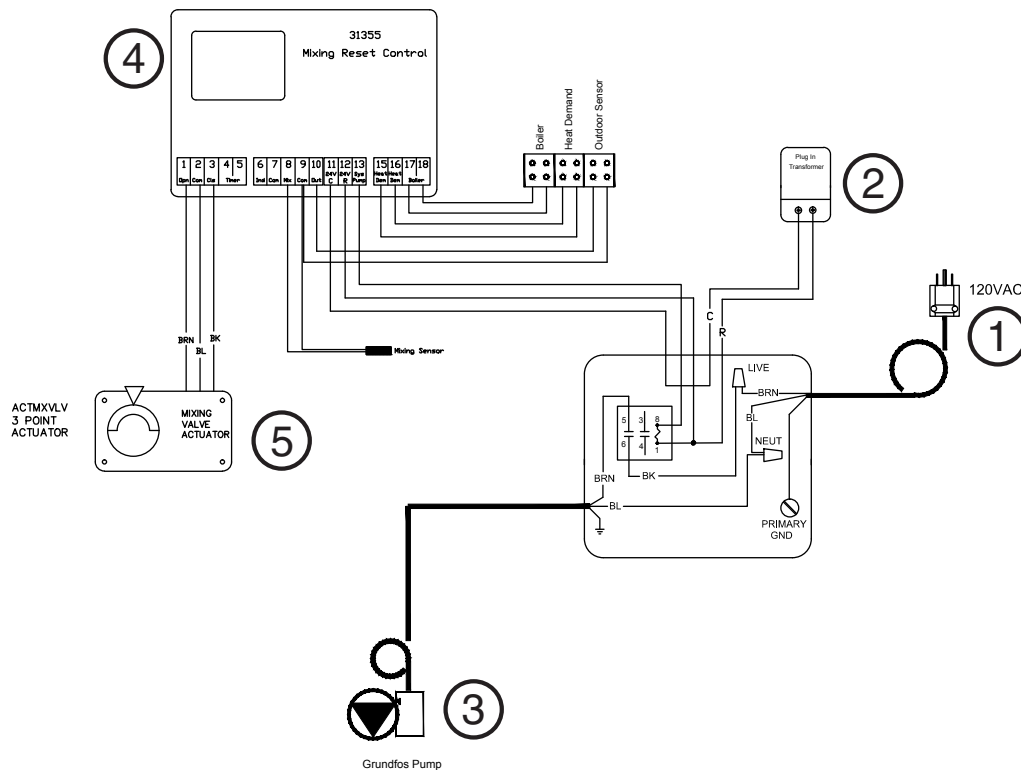 31355
Mixing Reset Control
4
1 2 3 4 5 6 7 8 9 10 11 12 13 15 16 17 18
Opn Com Cls Timer Ind Com Mix Com Out 24V C 24V R Sys Pump Heat Dem Heat Dem Boiler
Boiler
Heat Demand
Outdoor Sensor
Plug In
Transformer
2
120VAC
1
C
R
BRN
BL
BK
Mixing Sensor
ACTMXVLV
3 POINT
ACTUATOR
MIXING
VALVE
ACTUATOR
5
LIVE
BRN
BL
NEUT
5 3 8
6 4 1
BRN
BK
BL
PRIMARY
GND
3
Grundfos Pump